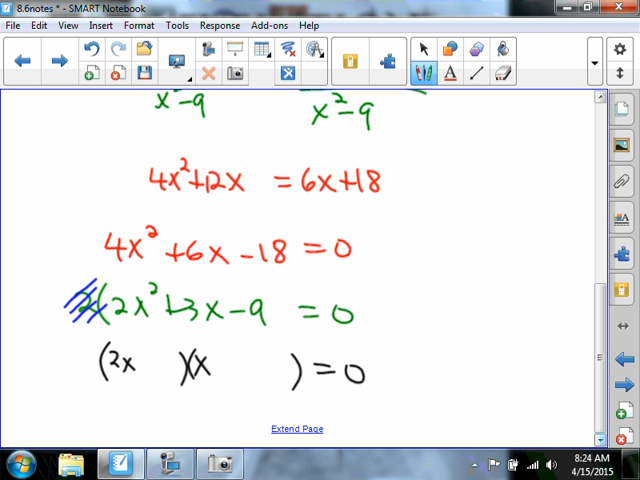 8.6notes * - SMART Notebook
File Edit View Insert Format Tools Add-ons Help
x²-9 x²-9
4x²+12x = 6x+18
4x² +6x -18 = 0
2(2x²+3x-9 = 0
(2x )(x ) = 0
Extend Page
8:24 AM
4/15/2015